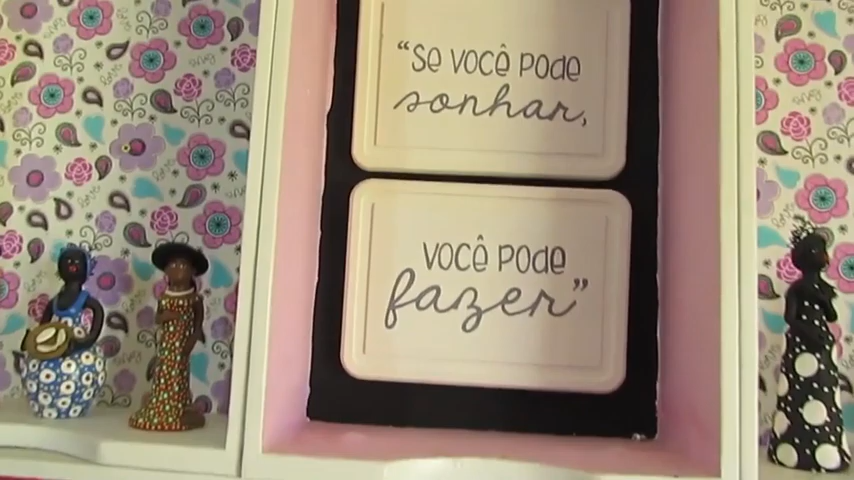 “Se você pode
sonhar,
você pode
fazer”